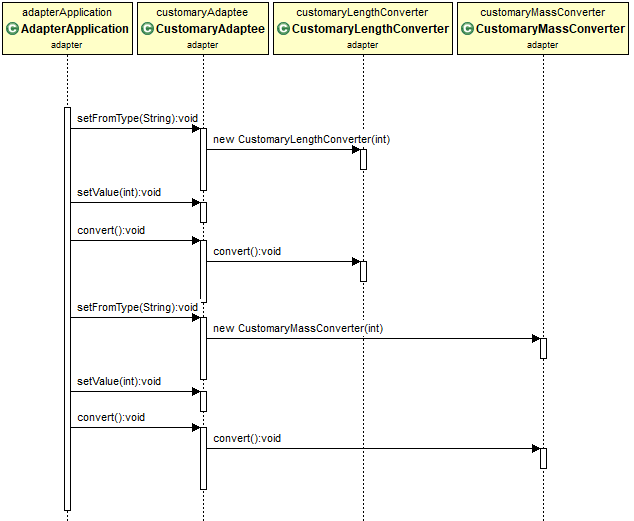 adapterApplication customaryAdaptee customaryLengthConverter customaryMassConverter
C AdapterApplication C CustomaryAdaptee C CustomaryLengthConverter C CustomaryMassConverter
adapter adapter adapter adapter
setFromType(String):void
new CustomaryLengthConverter(int)
setValue(int):void
convert():void
convert():void
setFromType(String):void
new CustomaryMassConverter(int)
setValue(int):void
convert():void
convert():void